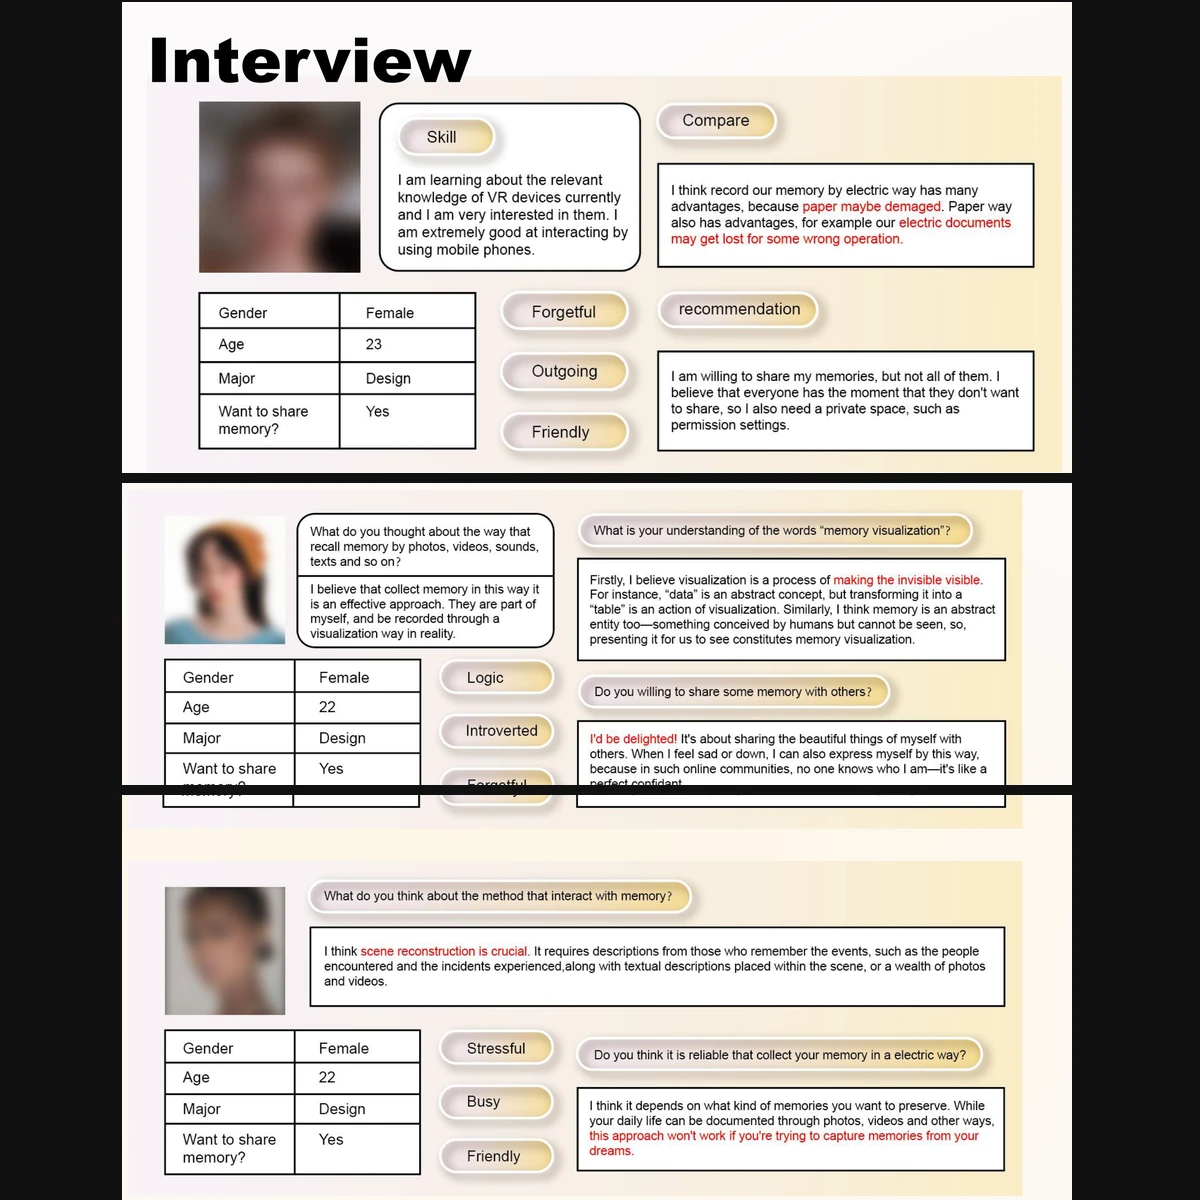 Interview
Skill
I am learning about the relevant
knowledge of VR devices currently
and I am very interested in them. I
am extremely good at interacting by
using mobile phones.
Compare
I think record our memory by electric way has many
advantages, because paper maybe demaged. Paper way
also has advantages, for example our electric documents
may get lost for some wrong operation.
Gender Female
Age 23
Major Design
Want to share Yes
memory?
Forgetful
Outgoing
Friendly
recommendation
I am willing to share my memories, but not all of them. I
believe that everyone has the moment that they don't want
to share, so I also need a private space, such as
permission settings.
What do you thought about the way that
recall memory by photos, videos, sounds,
texts and so on?
I believe that collect memory in this way it
is an effective approach. They are part of
myself, and be recorded through a
visualization way in reality.
What is your understanding of the words “memory visualization”?
Firstly, I believe visualization is a process of making the invisible visible.
For instance, “data” is an abstract concept, but transforming it into a
“table” is an action of visualization. Similarly, I think memory is an abstract
entity too—something conceived by humans but cannot be seen, so,
presenting it for us to see constitutes memory visualization.
Gender Female
Age 22
Major Design
Want to share Yes
memory?
Logic
Introverted
Forgetful
Do you willing to share some memory with others?
I'd be delighted! It's about sharing the beautiful things of myself with
others. When I feel sad or down, I can also express myself by this way,
because in such online communities, no one knows who I am—it's like a
perfect confidant.
What do you think about the method that interact with memory?
I think scene reconstruction is crucial. It requires descriptions from those who remember the events, such as the people
encountered and the incidents experienced,along with textual descriptions placed within the scene, or a wealth of photos
and videos.
Gender Female
Age 22
Major Design
Want to share Yes
memory?
Stressful
Busy
Friendly
Do you think it is reliable that collect your memory in a electric way?
I think it depends on what kind of memories you want to preserve. While
your daily life can be documented through photos, videos and other ways,
this approach won't work if you're trying to capture memories from your
dreams.